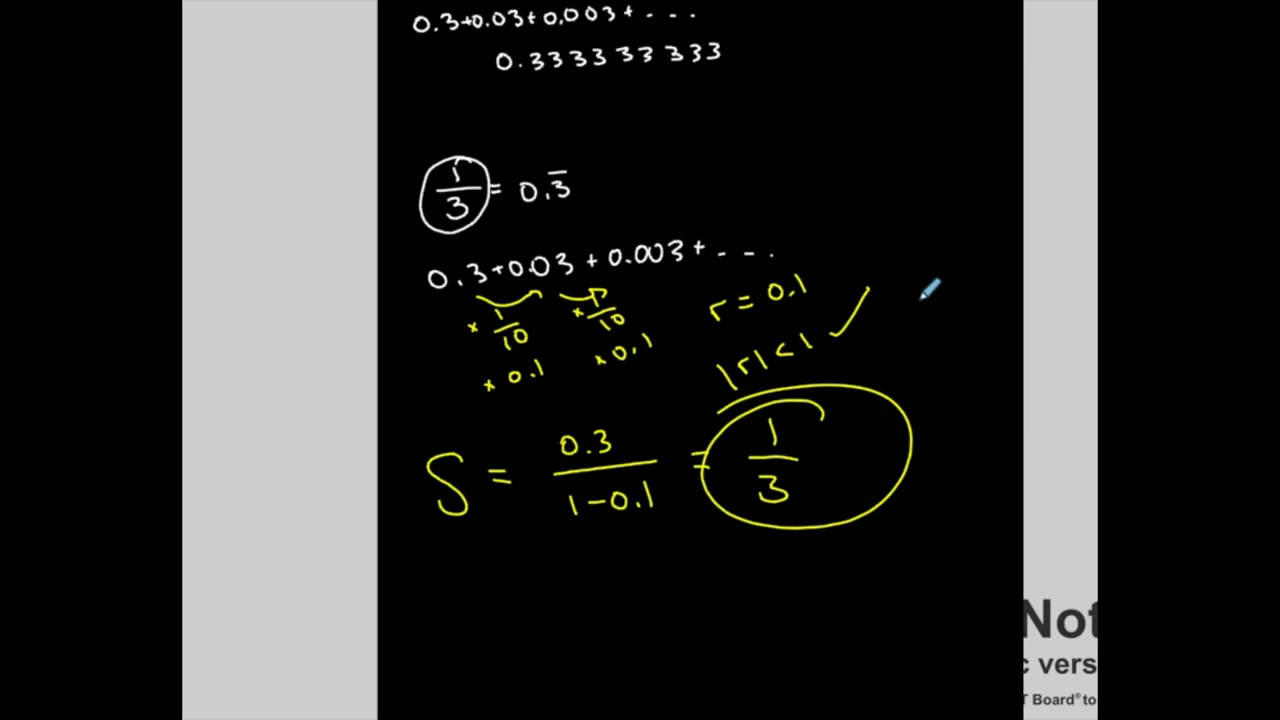 0.3+0.03+0.003+ - - .
0.333333333
1/3 = 0.3̅
0.3+0.03 + 0.003 + - - .
× 1/10 × 1/10 r = 0.1
× 0.1 × 0.1 |r| < 1 ✓
S = 0.3/(1-0.1) = 1/3
Not
c vers
T Board® to